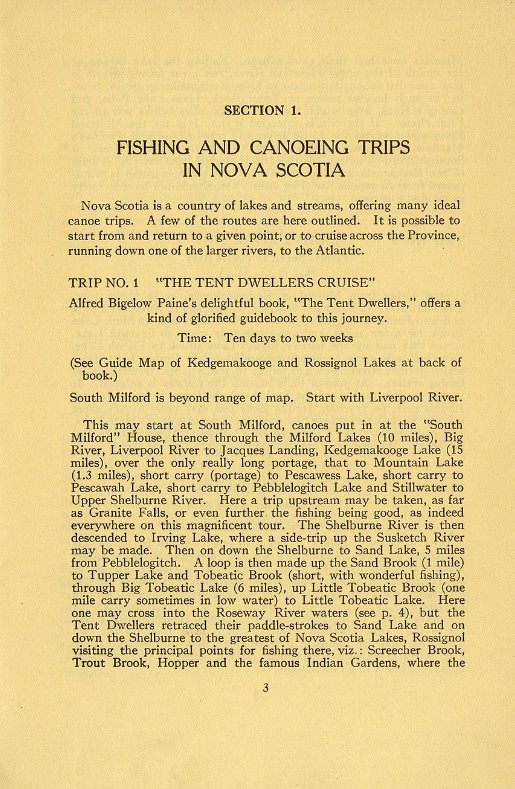 SECTION 1.
FISHING AND CANOEING TRIPS
IN NOVA SCOTIA
Nova Scotia is a country of lakes and streams, offering many ideal
canoe trips. A few of the routes are here outlined. It is possible to
start from and return to a given point, or to cruise across the Province,
running down one of the larger rivers, to the Atlantic.
TRIP NO. 1 "THE TENT DWELLERS CRUISE"
Alfred Bigelow Paine's delightful book, "The Tent Dwellers," offers a
kind of glorified guidebook to this journey.
Time: Ten days to two weeks
(See Guide Map of Kedgemakooge and Rossignol Lakes at back of
book.)
South Milford is beyond range of map. Start with Liverpool River.
This may start at South Milford, canoes put in at the "South
Milford" House, thence through the Milford Lakes (10 miles), Big
River, Liverpool River to Jacques Landing, Kedgemakooge Lake (15
miles), over the only really long portage, that to Mountain Lake
(1.3 miles), short carry (portage) to Pescawess Lake, short carry to
Pescawah Lake, short carry to Pebblelogitch Lake and Stillwater to
Upper Shelburne River. Here a trip upstream may be taken, as far
as Granite Falls, or even further the fishing being good, as indeed
everywhere on this magnificent tour. The Shelburne River is then
descended to Irving Lake, where a side-trip up the Susketch River
may be made. Then on down the Shelburne to Sand Lake, 5 miles
from Pebblelogitch. A loop is then made up the Sand Brook (1 mile)
to Tupper Lake and Tobeatic Brook (short, with wonderful fishing),
through Big Tobeatic Lake (6 miles), up Little Tobeatic Brook (one
mile carry sometimes in low water) to Little Tobeatic Lake. Here
one may cross into the Roseway River waters (see p. 4), but the
Tent Dwellers retraced their paddle-strokes to Sand Lake and on
down the Shelburne to the greatest of Nova Scotia Lakes, Rossignol
visiting the principal points for fishing there, viz.: Screecher Brook,
Trout Brook, Hopper and the famous Indian Gardens, where the
3